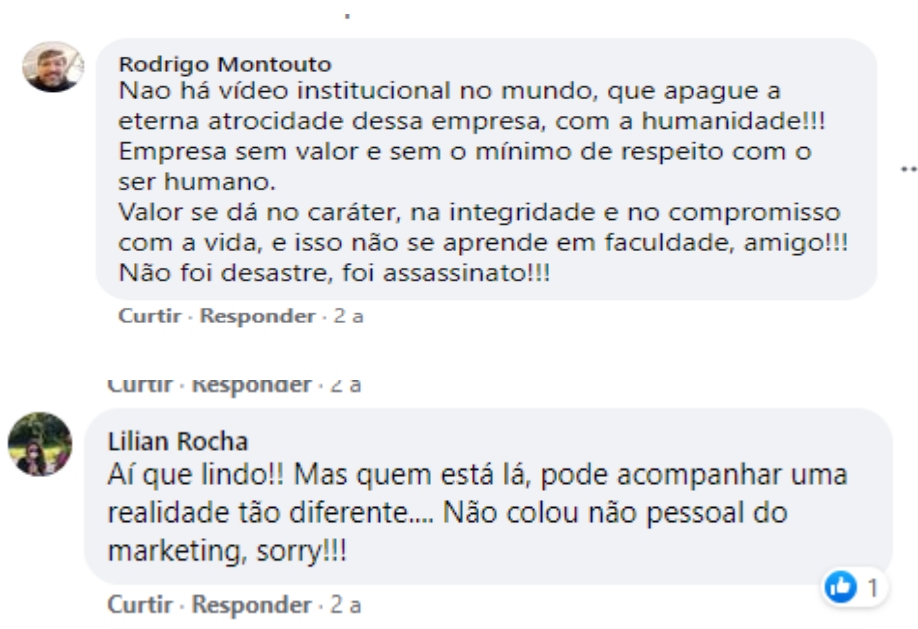 Rodrigo Montouto
Nao há vídeo institucional no mundo, que apague a
eterna atrocidade dessa empresa, com a humanidade!!!
Empresa sem valor e sem o mínimo de respeito com o
ser humano.
Valor se dá no caráter, na integridade e no compromisso
com a vida, e isso não se aprende em faculdade, amigo!!!
Não foi desastre, foi assassinato!!!
Curtir · Responder · 2 a
Curtir · Responder · 2 a
Lilian Rocha
Aí que lindo!! Mas quem está lá, pode acompanhar uma
realidade tão diferente.... Não colou não pessoal do
marketing, sorry!!!
1
Curtir · Responder · 2 a